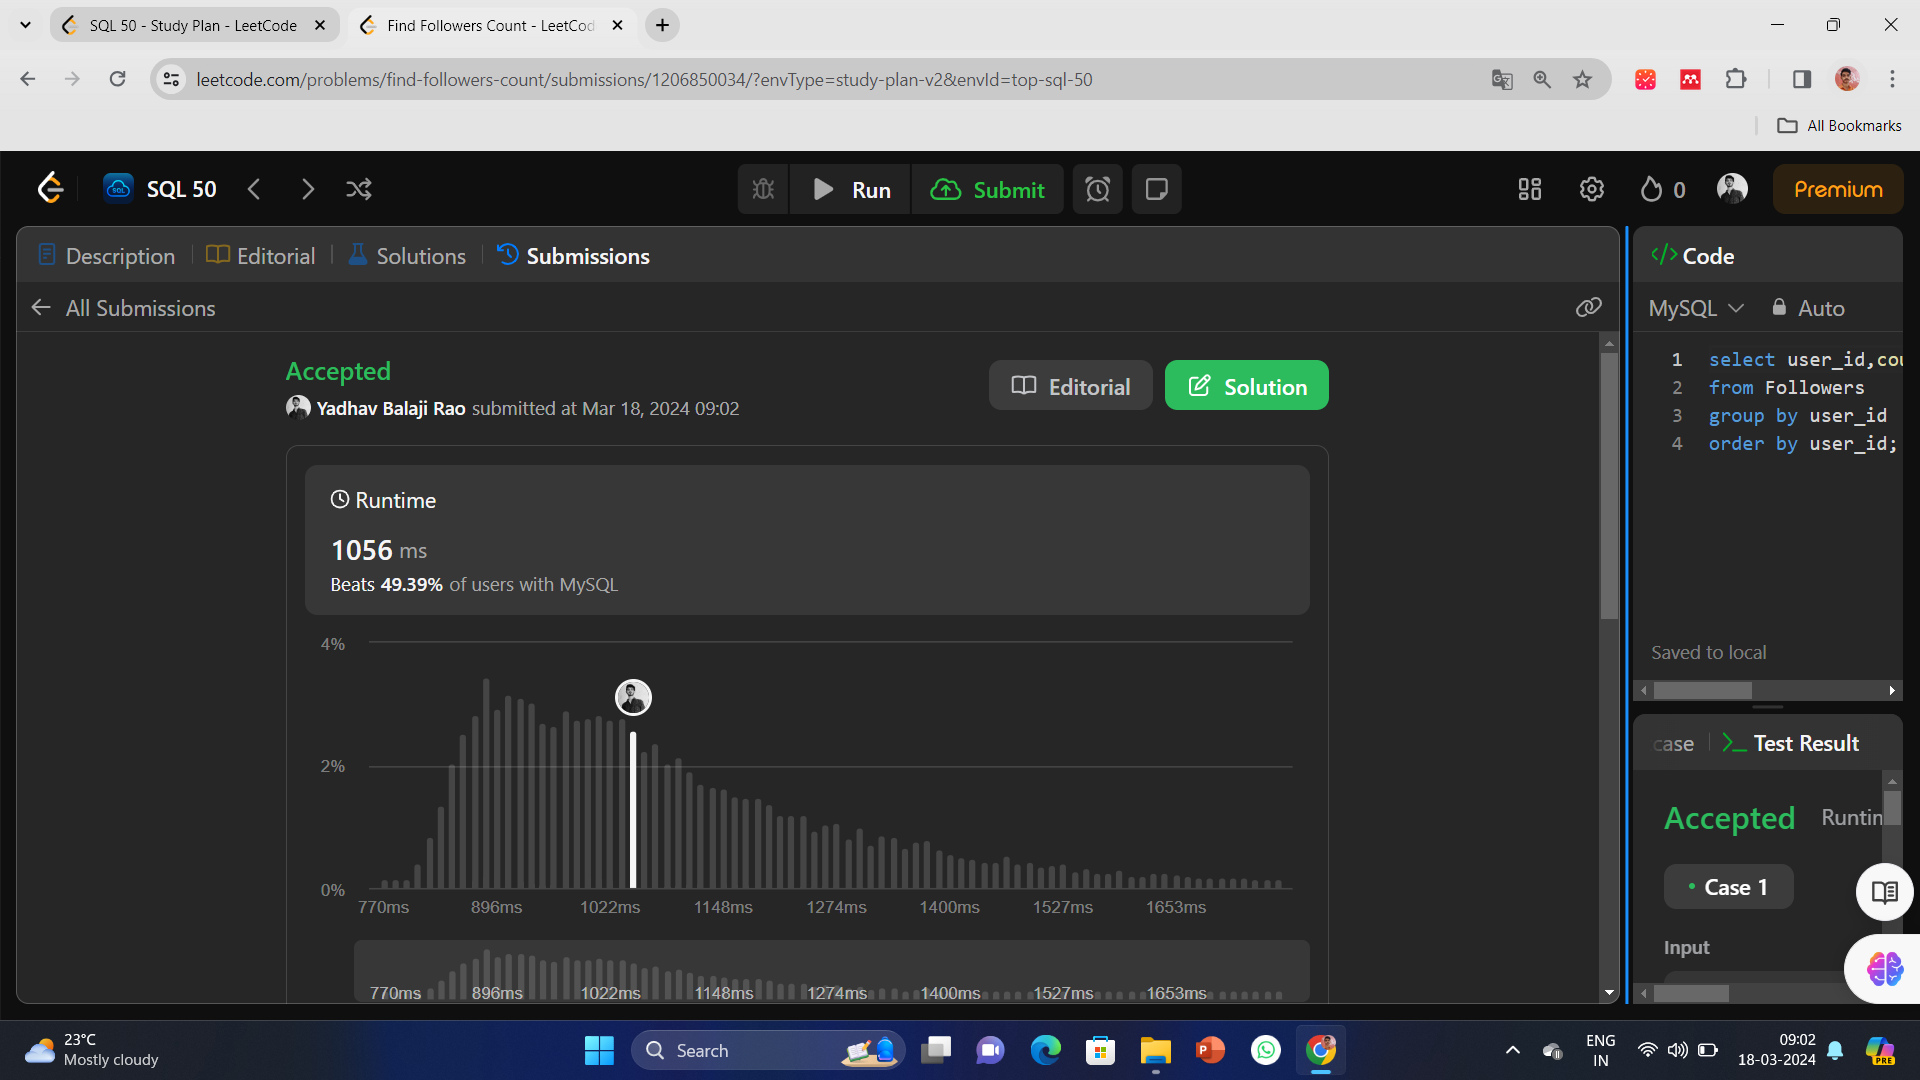 SQL 50 - Study Plan - LeetCode
Find Followers Count - LeetCod
leetcode.com/problems/find-followers-count/submissions/1206850034/?envType=study-plan-v2&envId=top-sql-50
All Bookmarks
SQL 50
Run
Submit
0
Premium
Description
Editorial
Solutions
Submissions
All Submissions
Accepted
Yadhav Balaji Rao submitted at Mar 18, 2024 09:02
Editorial
Solution
Runtime
1056 ms
Beats 49.39% of users with MySQL
4%
2%
0%
770ms 896ms 1022ms 1148ms 1274ms 1400ms 1527ms 1653ms
770ms 896ms 1022ms 1148ms 1274ms 1400ms 1527ms 1653ms
</> Code
MySQL Auto
1 select user_id,cou
2 from Followers
3 group by user_id
4 order by user_id;
Saved to local
case
Test Result
Accepted Runtin
Case 1
Input
23°C
Mostly cloudy
Search
ENG
IN
09:02
18-03-2024
PRE